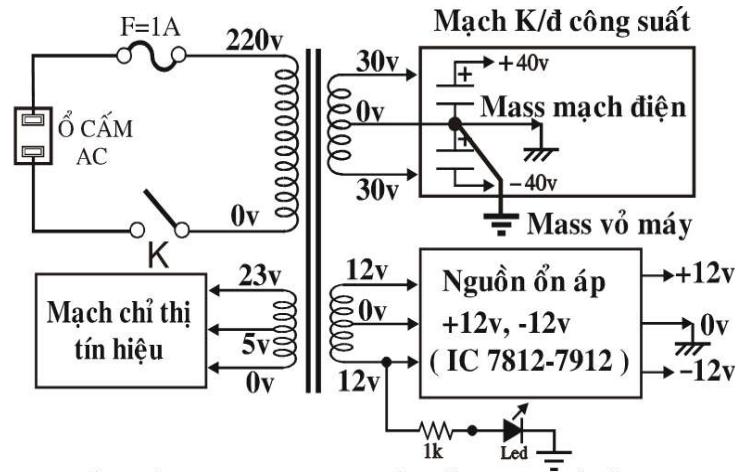 Mạch K/đ công suất
F=1A
220v
30v
+40v
+
Ổ CẮM
AC
0v
Mass mạch điện
+
30v
-40v
0v
K
Mass vỏ máy
23v
12v
Nguồn ổn áp
+12v
Mạch chỉ thị
tín hiệu
5v
0v
+12v, -12v
0v
0v
12v
( IC 7812-7912 )
-12v
1k
Led